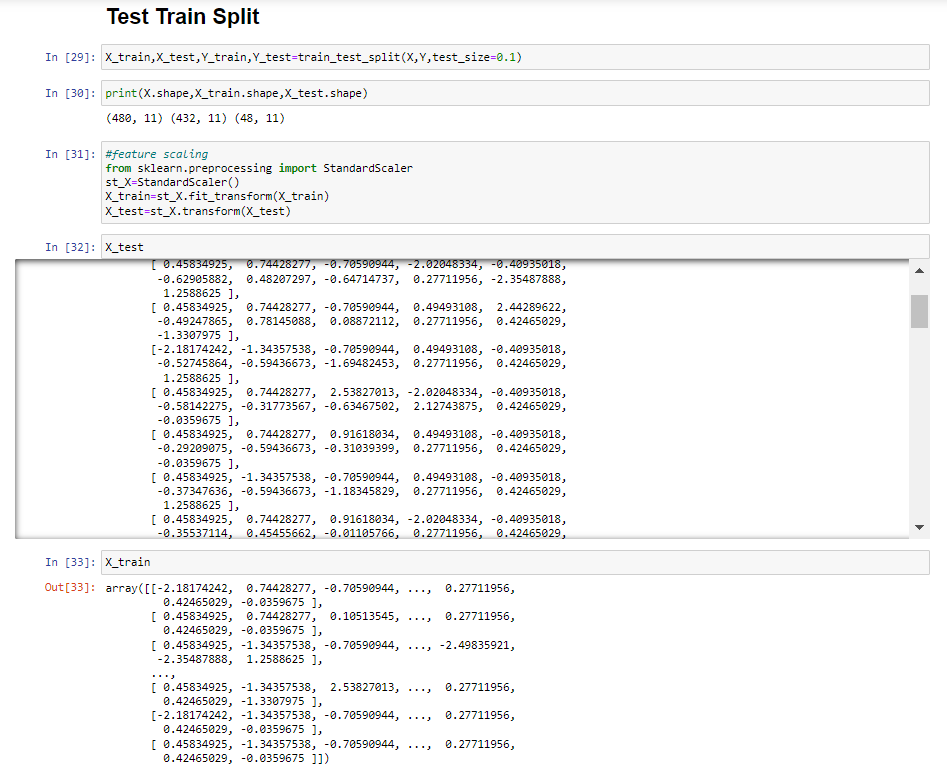 Test Train Split
In [29]: X_train,X_test,Y_train,Y_test=train_test_split(X,Y,test_size=0.1)
In [30]: print(X.shape,X_train.shape,X_test.shape)
(480, 11) (432, 11) (48, 11)
In [31]: #feature scaling
from sklearn.preprocessing import StandardScaler
st_X=StandardScaler()
X_train=st_X.fit_transform(X_train)
X_test=st_X.transform(X_test)
In [32]: X_test
[ 0.45834925, 0.74428277, -0.70590944, -2.02048334, -0.40935018,
-0.62905882, 0.48207297, -0.64714737, 0.27711956, -2.35487888,
1.2588625 ],
[ 0.45834925, 0.74428277, -0.70590944, 0.49493108, 2.44289622,
-0.49247865, 0.78145088, 0.08872112, 0.27711956, 0.42465029,
-1.3307975 ],
[-2.18174242, -1.34357538, -0.70590944, 0.49493108, -0.40935018,
-0.52745864, -0.59436673, -1.69482453, 0.27711956, 0.42465029,
1.2588625 ],
[ 0.45834925, 0.74428277, 2.53827013, -2.02048334, -0.40935018,
-0.58142275, -0.31773567, -0.63467502, 2.12743875, 0.42465029,
-0.0359675 ],
[ 0.45834925, 0.74428277, 0.91618034, 0.49493108, -0.40935018,
-0.29209075, -0.59436673, -0.31039399, 0.27711956, 0.42465029,
-0.0359675 ],
[ 0.45834925, -1.34357538, -0.70590944, 0.49493108, -0.40935018,
-0.37347636, -0.59436673, -1.18345829, 0.27711956, 0.42465029,
1.2588625 ],
[ 0.45834925, 0.74428277, 0.91618034, -2.02048334, -0.40935018,
-0.35537114, 0.45455662, -0.01105766, 0.27711956, 0.42465029,
In [33]: X_train
Out[33]: array([[-2.18174242, 0.74428277, -0.70590944, ..., 0.27711956,
0.42465029, -0.0359675 ],
[ 0.45834925, 0.74428277, 0.10513545, ..., 0.27711956,
0.42465029, -0.0359675 ],
[ 0.45834925, -1.34357538, -0.70590944, ..., -2.49835921,
-2.35487888, 1.2588625 ],
...,
[ 0.45834925, -1.34357538, 2.53827013, ..., 0.27711956,
0.42465029, -1.3307975 ],
[-2.18174242, -1.34357538, -0.70590944, ..., 0.27711956,
0.42465029, -0.0359675 ],
[ 0.45834925, -1.34357538, -0.70590944, ..., 0.27711956,
0.42465029, -0.0359675 ]])